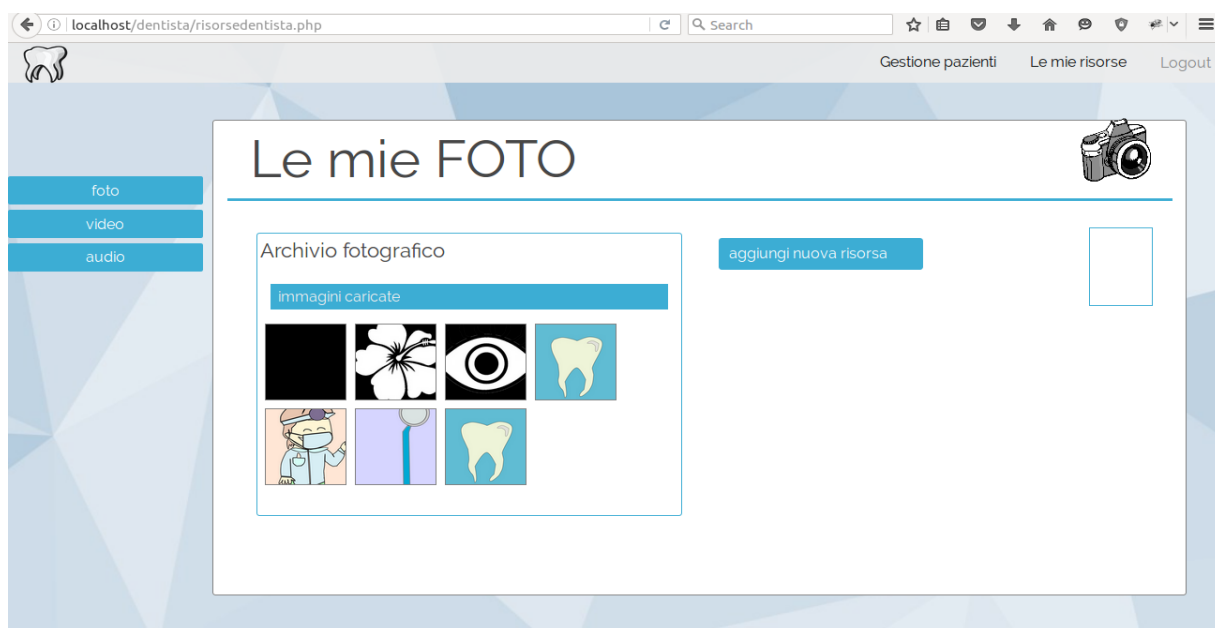 localhost/dentista/risorsedentista.php
Search
Gestione pazienti
Le mie risorse
Logout
Le mie FOTO
foto
video
audio
Archivio fotografico
aggiungi nuova risorsa
immagini caricate